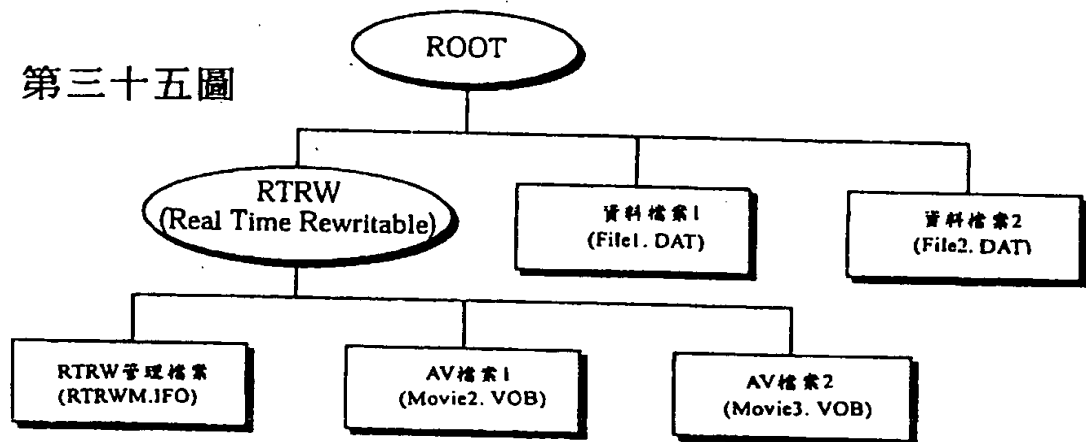 ROOT
第三十五圖
RTRW
(Real Time Rewritable)
資料檔案1
(File1. DAT)
資料檔案2
(File2. DAT)
RTRW管理檔案
(RTRWM.IFO)
AV檔案1
(Movie2. VOB)
AV檔案2
(Movie3. VOB)